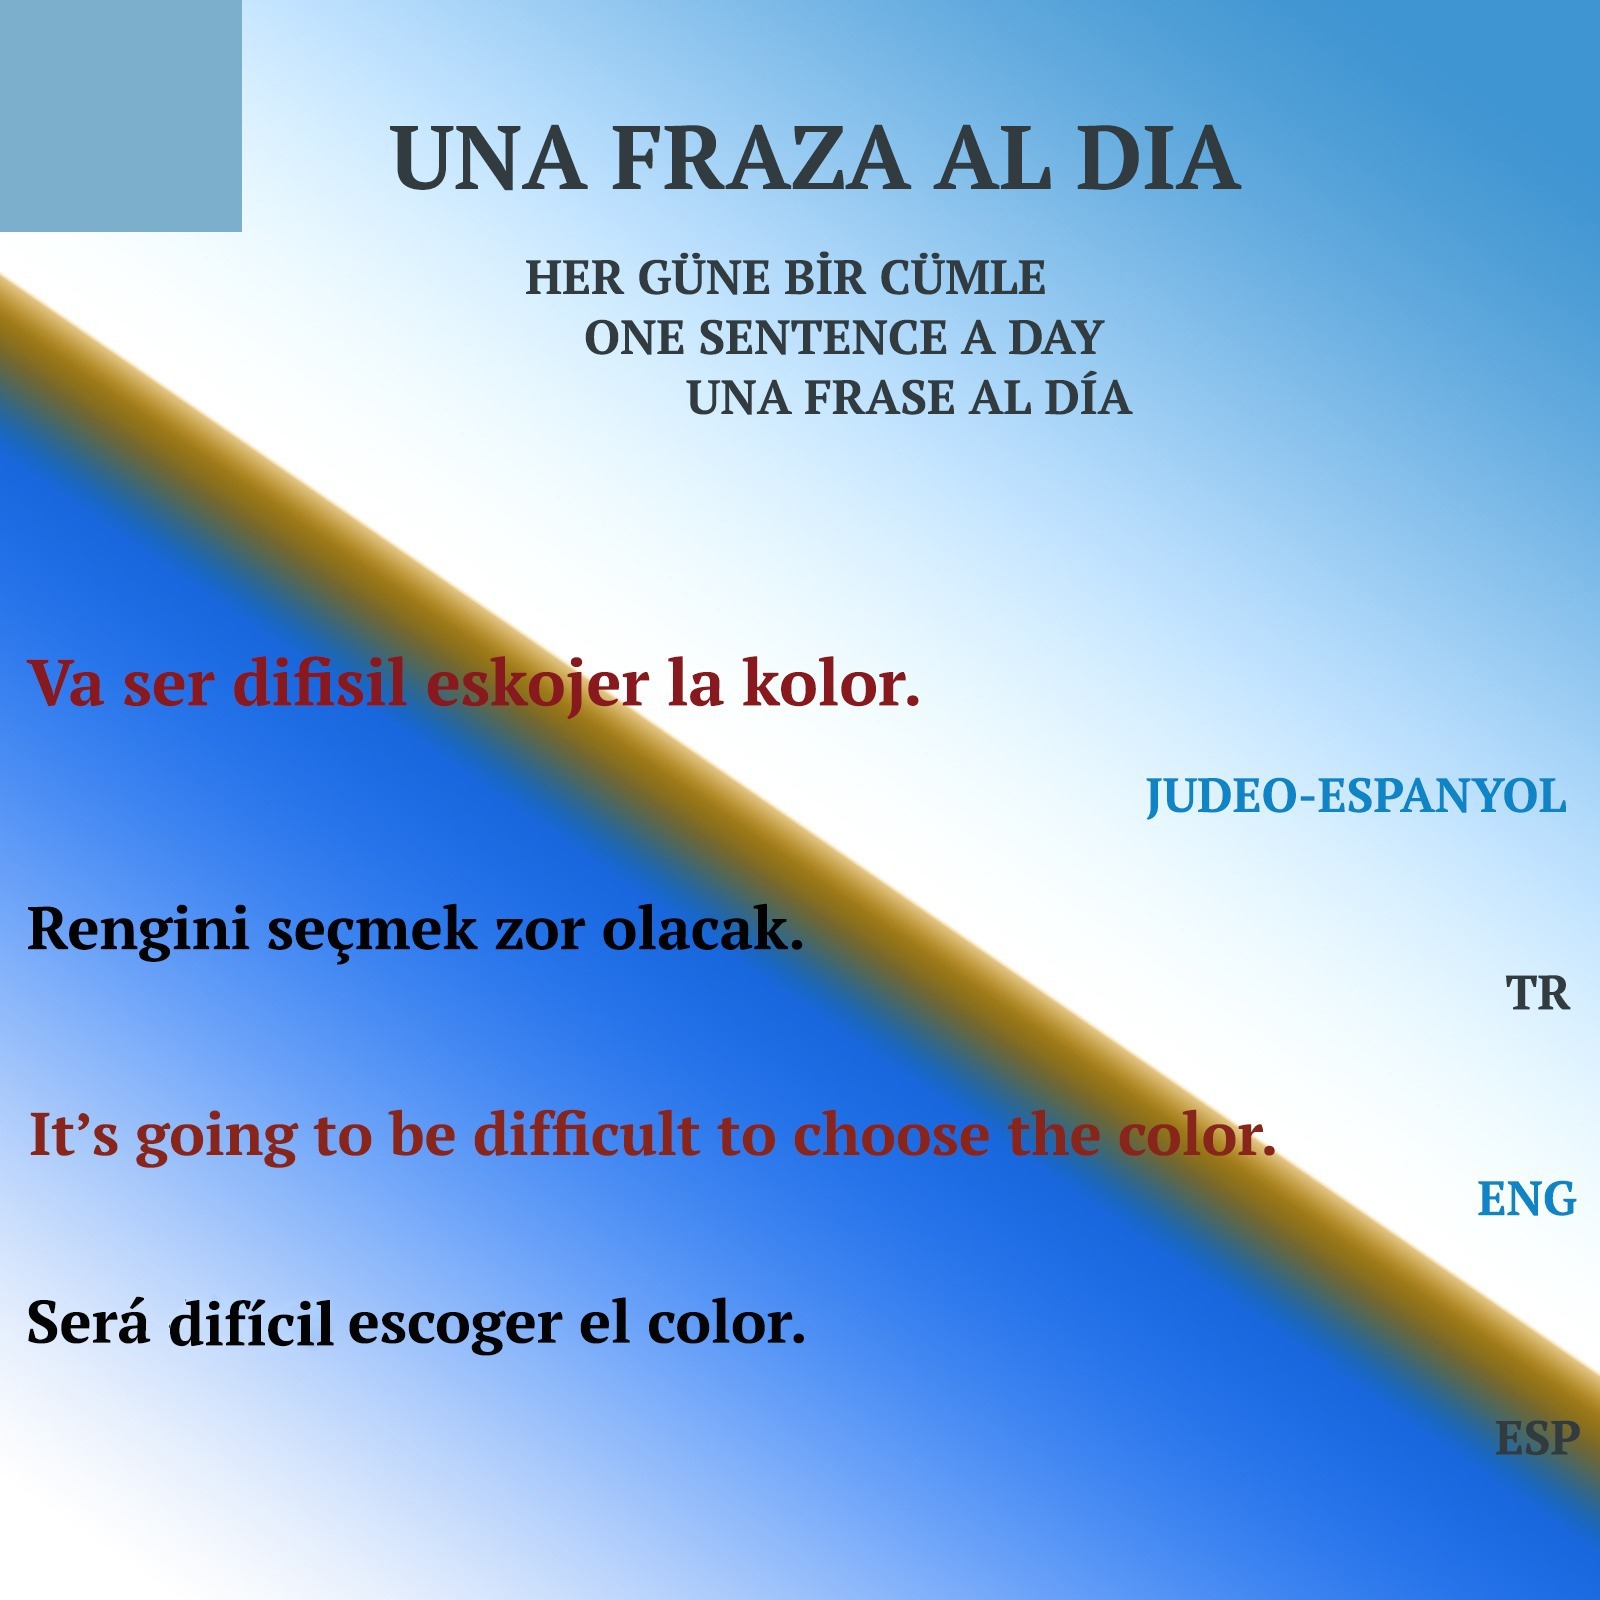 UNA FRAZA AL DIA
HER GÜNE BİR CÜMLE
ONE SENTENCE A DAY
UNA FRASE AL DÍA
Va ser difisil eskojer la kolor.
JUDEO-ESPANYOL
Rengini seçmek zor olacak.
TR
It’s going to be difficult to choose the color.
ENG
Será difícil escoger el color.
ESP